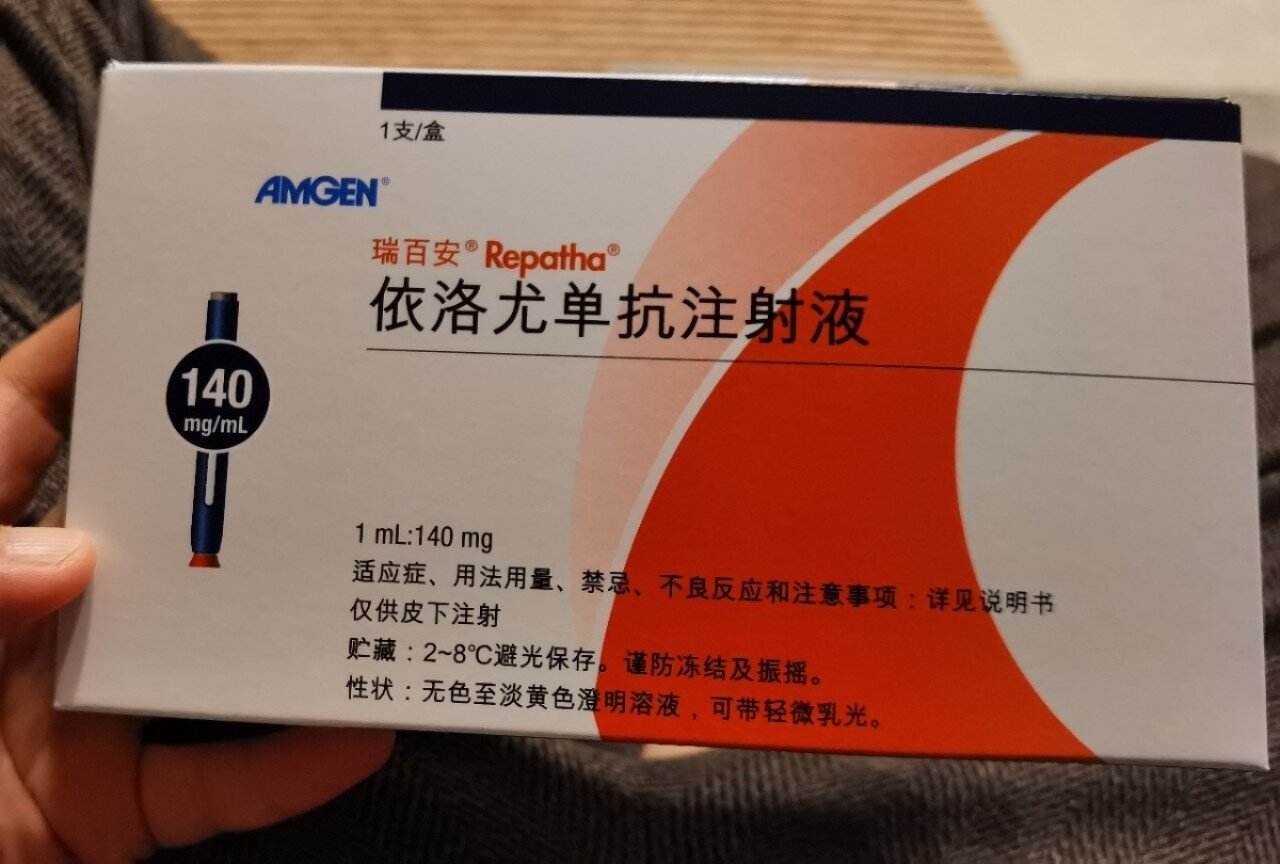 1支/盒
AMGEN®
瑞百安® Repatha®
依洛尤单抗注射液
140
mg/mL
1 mL:140 mg
适应症、用法用量、禁忌、不良反应和注意事项：详见说明书
仅供皮下注射
贮藏：2~8℃避光保存。谨防冻结及振摇。
性状：无色至淡黄色澄明溶液，可带轻微乳光。